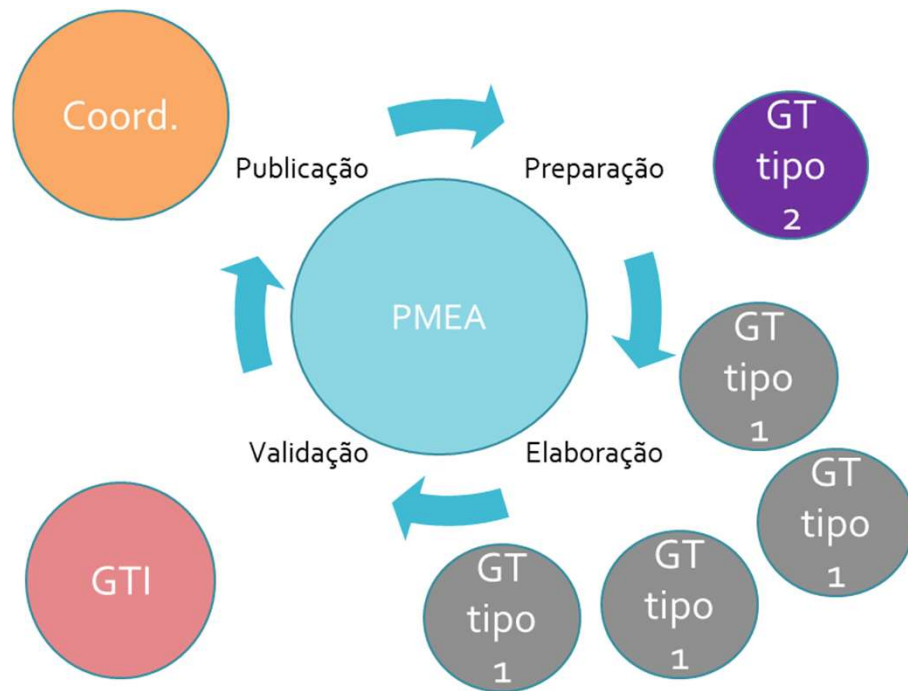 Coord.
GT
tipo
2
Publicação
Preparação
PMEA
GT
tipo
1
Validação
Elaboração
GT
tipo
1
GTI
GT
tipo
1
GT
tipo
1